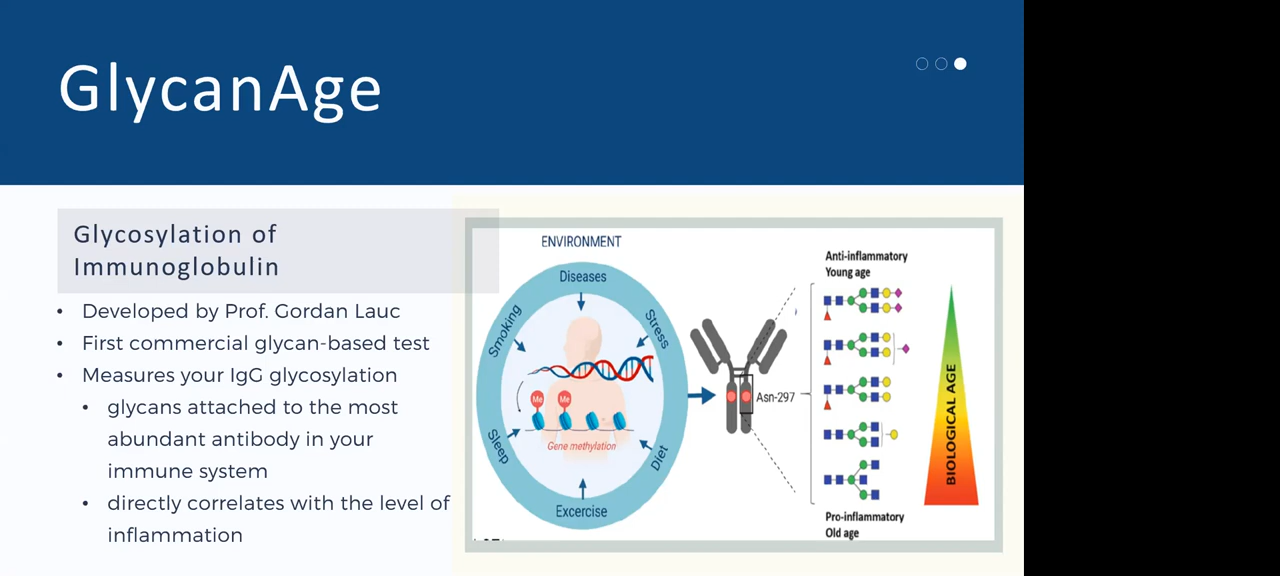 GlycanAge
Glycosylation of
Immunoglobulin
• Developed by Prof. Gordan Lauc
• First commercial glycan-based test
• Measures your IgG glycosylation
• glycans attached to the most
abundant antibody in your
immune system
• directly correlates with the level of
inflammation
ENVIRONMENT
Diseases
Smoking
Stress
Me
Me
Gene methylation
Sleep
Diet
Excercise
Asn-297
Anti-inflammatory
Young age
BIOLOGICAL AGE
Pro-inflammatory
Old age